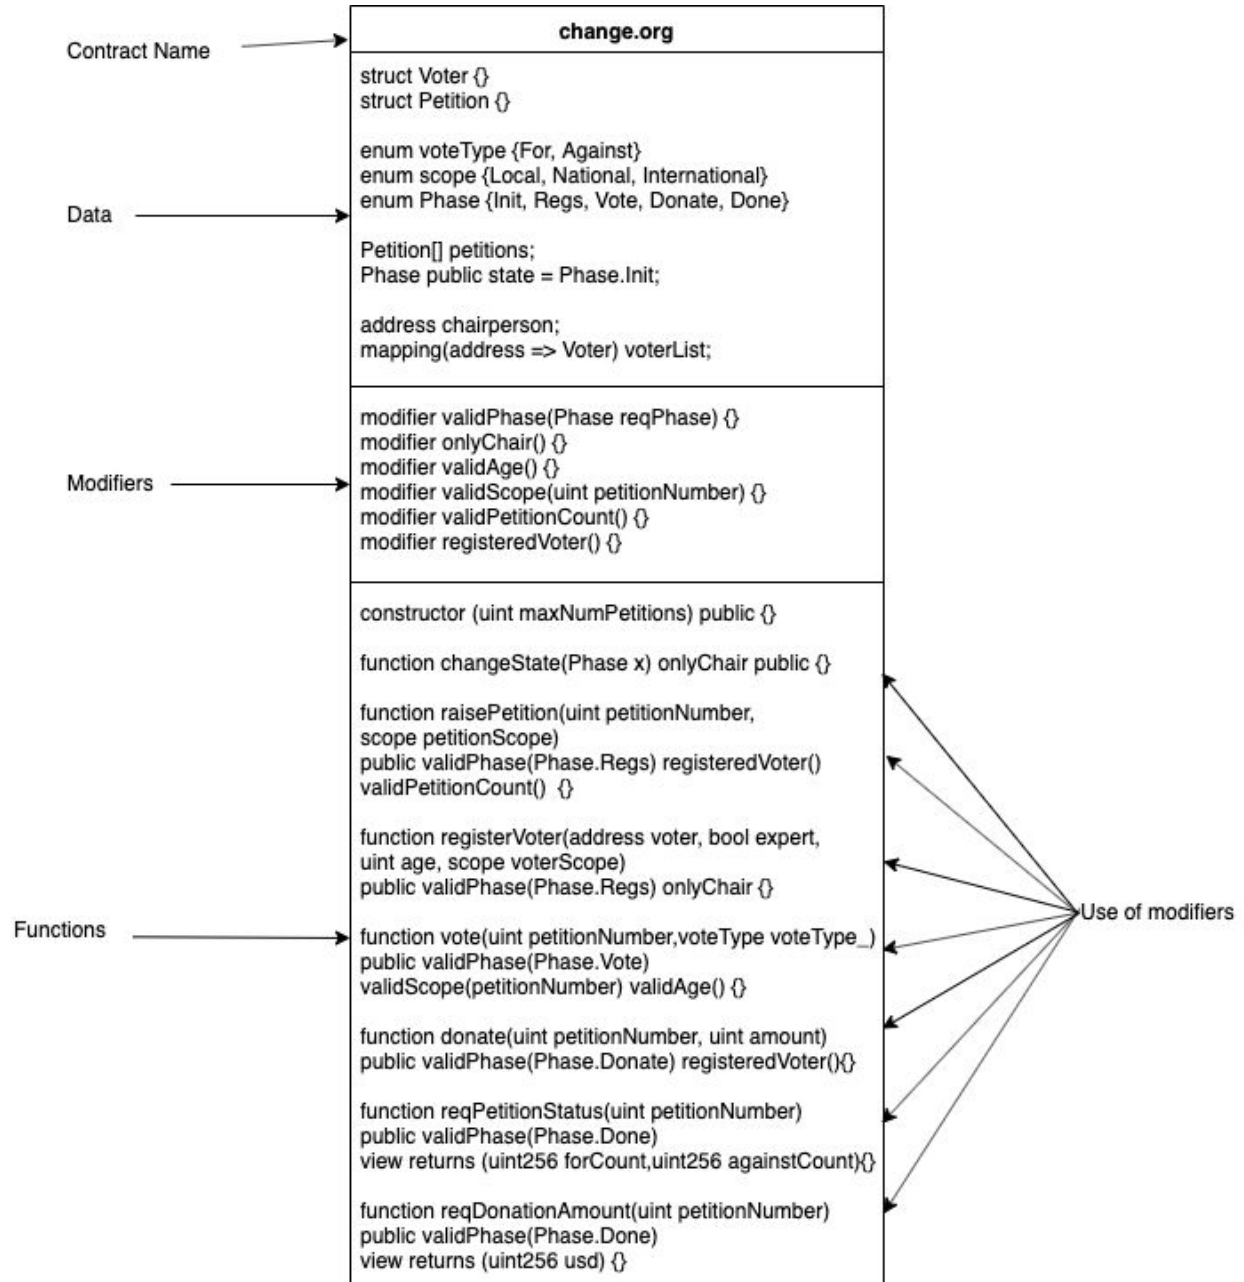 change.org
Contract Name
struct Voter {}
struct Petition {}
enum voteType {For, Against}
enum scope {Local, National, International}
enum Phase {Init, Regs, Vote, Donate, Done}
Data
Petition[] petitions;
Phase public state = Phase.Init;
address chairperson;
mapping(address => Voter) voterList;
modifier validPhase(Phase reqPhase) {}
modifier onlyChair() {}
modifier validAge() {}
Modifiers
modifier validScope(uint petitionNumber) {}
modifier validPetitionCount() {}
modifier registeredVoter() {}
constructor (uint maxNumPetitions) public {}
function changeState(Phase x) onlyChair public {}
function raisePetition(uint petitionNumber,
scope petitionScope)
public validPhase(Phase.Regs) registeredVoter()
validPetitionCount() {}
function registerVoter(address voter, bool expert,
uint age, scope voterScope)
public validPhase(Phase.Regs) onlyChair {}
Use of modifiers
Functions
function vote(uint petitionNumber,voteType voteType_)
public validPhase(Phase.Vote)
validScope(petitionNumber) validAge() {}
function donate(uint petitionNumber, uint amount)
public validPhase(Phase.Donate) registeredVoter(){}
function reqPetitionStatus(uint petitionNumber)
public validPhase(Phase.Done)
view returns (uint256 forCount,uint256 againstCount){}
function reqDonationAmount(uint petitionNumber)
public validPhase(Phase.Done)
view returns (uint256 usd) {}